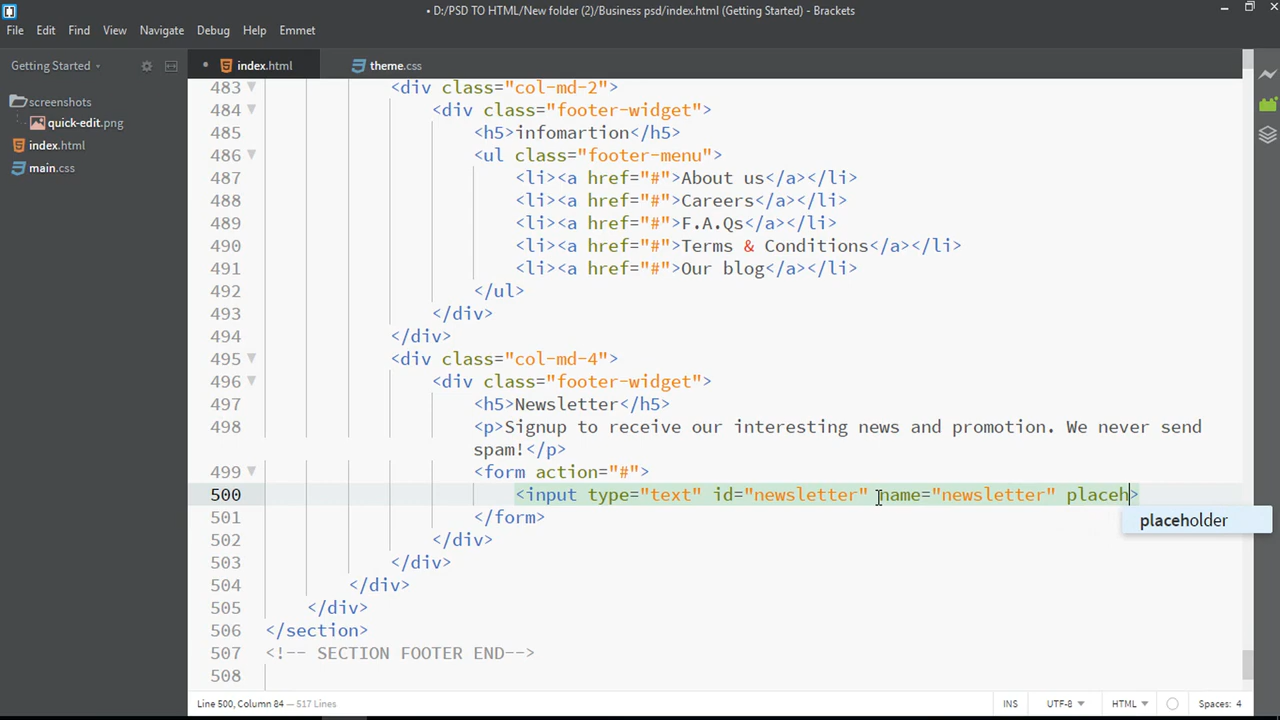 • D:/PSD TO HTML/New folder (2)/Business psd/index.html (Getting Started) - Brackets
File Edit Find View Navigate Debug Help Emmet
Getting Started
index.html
theme.css
screenshots
quick-edit.png
index.html
main.css
483 <div class="col-md-2">
484 <div class="footer-widget">
485 <h5>infomartion</h5>
486 <ul class="footer-menu">
487 <li><a href="#">About us</a></li>
488 <li><a href="#">Careers</a></li>
489 <li><a href="#">F.A.Qs</a></li>
490 <li><a href="#">Terms & Conditions</a></li>
491 <li><a href="#">Our blog</a></li>
492 </ul>
493 </div>
494 </div>
495 <div class="col-md-4">
496 <div class="footer-widget">
497 <h5>Newsletter</h5>
498 <p>Signup to receive our interesting news and promotion. We never send
spam!</p>
499 <form action="#">
500 <input type="text" id="newsletter" name="newsletter" placeh>
placeholder
501 </form>
502 </div>
503 </div>
504 </div>
505 </div>
506 </section>
507 <!-- SECTION FOOTER END-->
508
Line 500, Column 84 — 517 Lines
INS UTF-8 HTML Spaces: 4